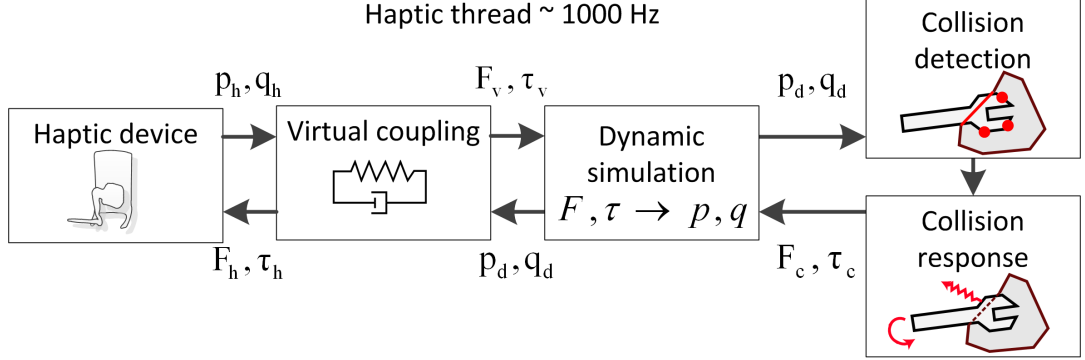 Haptic thread ~ 1000 Hz
Collision
detection
p_h, q_h
F_v, τ_v
p_d, q_d
Haptic device
Virtual coupling
Dynamic
simulation
F, τ → p, q
F_h, τ_h
p_d, q_d
F_c, τ_c
Collision
response